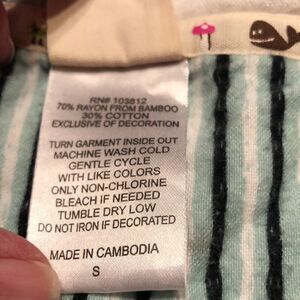 RN# 103812
70% RAYON FROM BAMBOO
30% COTTON
EXCLUSIVE OF DECORATION
TURN GARMENT INSIDE OUT
MACHINE WASH COLD
GENTLE CYCLE
WITH LIKE COLORS
ONLY NON-CHLORINE
BLEACH IF NEEDED
TUMBLE DRY LOW
DO NOT IRON IF DECORATED
MADE IN CAMBODIA
S